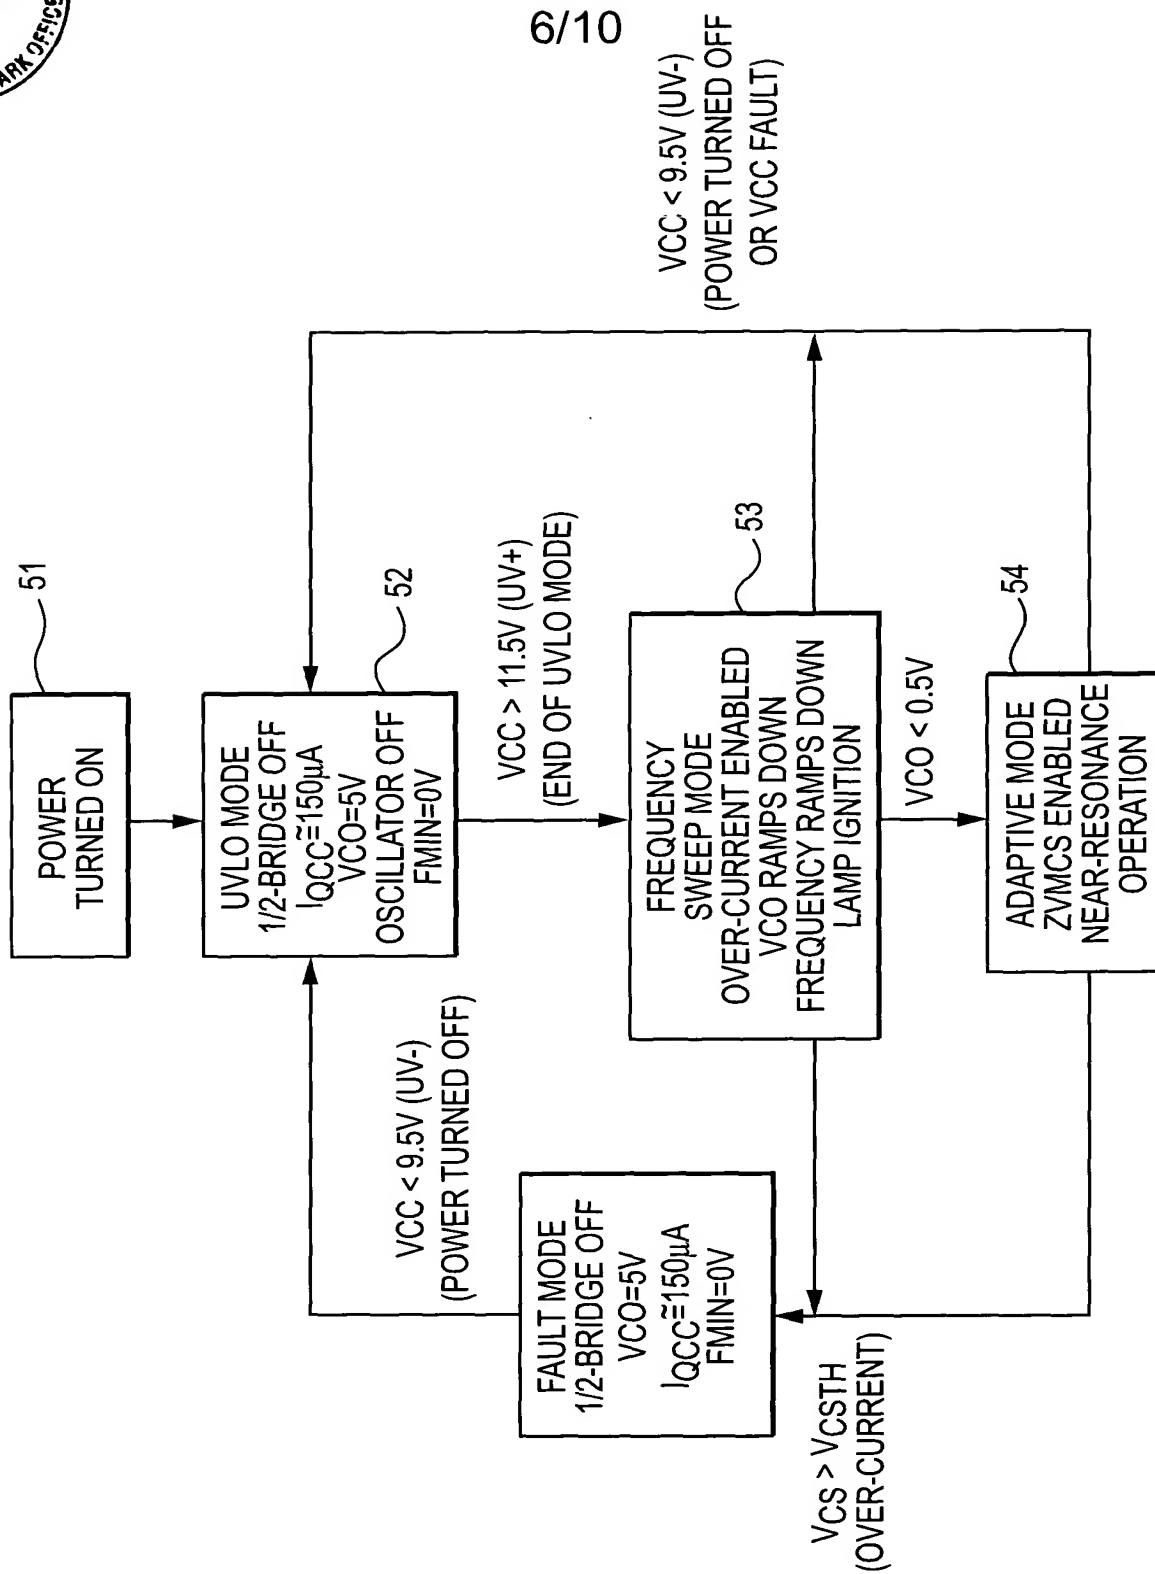 ARK OFFICE
6/10
POWER
TURNED ON
51
UVLO MODE
1/2-BRIDGE OFF
IQCC≅150μA
VCO=5V
OSCILLATOR OFF
FMIN=0V
52
VCC > 11.5V (UV+)
(END OF UVLO MODE)
FREQUENCY
SWEEP MODE
OVER-CURRENT ENABLED
VCO RAMPS DOWN
FREQUENCY RAMPS DOWN
LAMP IGNITION
53
VCO < 0.5V
ADAPTIVE MODE
ZVMCS ENABLED
NEAR-RESONANCE
OPERATION
54
VCC < 9.5V (UV-)
(POWER TURNED OFF
OR VCC FAULT)
VCC < 9.5V (UV-)
(POWER TURNED OFF)
FAULT MODE
1/2-BRIDGE OFF
VCO=5V
IQCC≅150μA
FMIN=0V
VCS > VCSTH
(OVER-CURRENT)